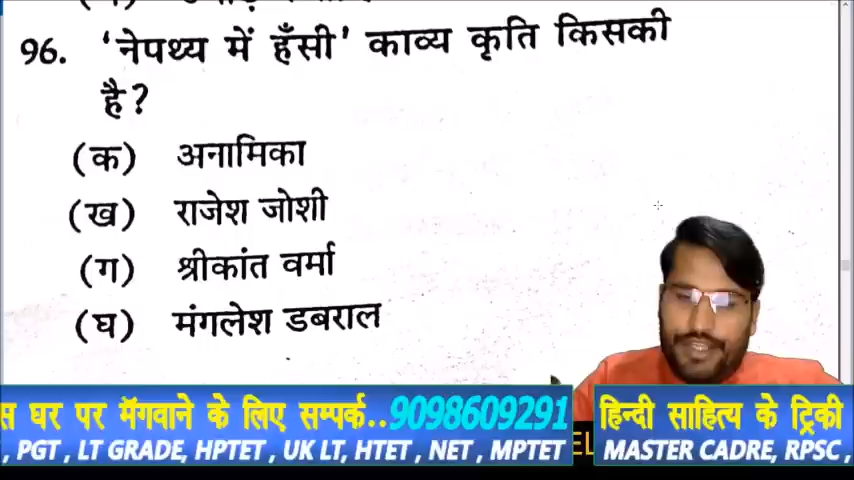 96. 'नेपथ्य में हँसी' काव्य कृति किसकी
है?
(क) अनामिका
(ख) राजेश जोशी
(ग) श्रीकांत वर्मा
(घ) मंगलेश डबराल
स घर पर मॅगवाने के लिए सम्पर्क..9098609291
, PGT , LT GRADE, HPTET , UK LT, HTET , NET , MPTET
हिन्दी साहित्य के ट्रिकी
MASTER CADRE, RPSC,